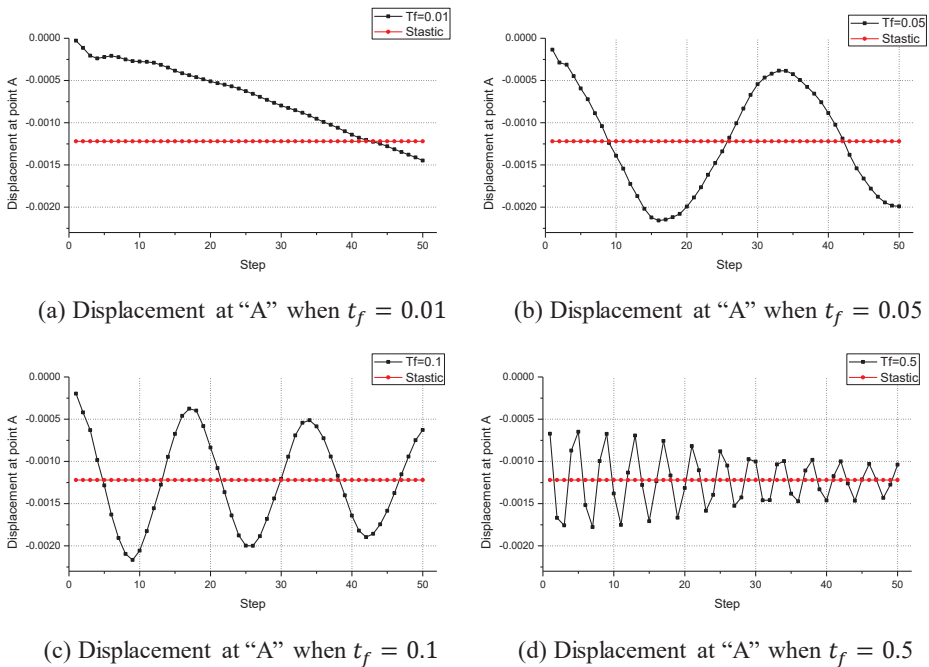 Tf=0.01
Stastic
0.0000
-0.0005
-0.0010
-0.0015
-0.0020
Displacement at point A
0 10 20 30 40 50
Step
(a) Displacement at “A” when t_f = 0.01
Tf=0.05
Stastic
0.0000
-0.0005
-0.0010
-0.0015
-0.0020
Displacement at point A
0 10 20 30 40 50
Step
(b) Displacement at “A” when t_f = 0.05
Tf=0.1
Stastic
0.0000
-0.0005
-0.0010
-0.0015
-0.0020
Displacement at point A
0 10 20 30 40 50
Step
(c) Displacement at “A” when t_f = 0.1
Tf=0.5
Stastic
0.0000
-0.0005
-0.0010
-0.0015
-0.0020
Displacement at point A
0 10 20 30 40 50
Step
(d) Displacement at “A” when t_f = 0.5